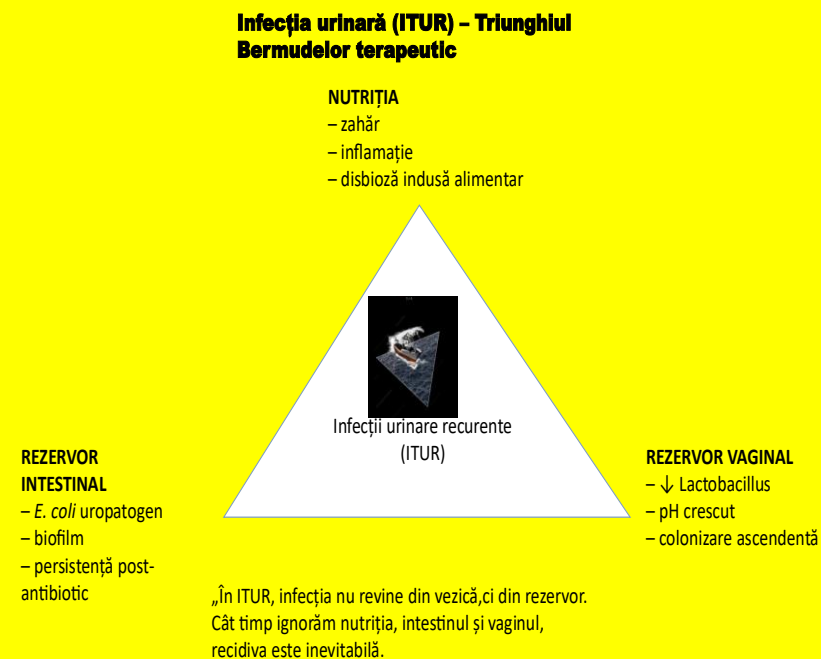 Infecția urinară (ITUR) – Triunghiul
Bermudelor terapeutic
NUTRIȚIA
– zahăr
– inflamație
– disbioză indusă alimentar
Infecții urinare recurente
(ITUR)
REZERVOR
INTESTINAL
– E. coli uropatogen
– biofilm
– persistență post-
antibiotic
REZERVOR VAGINAL
– ↓ Lactobacillus
– pH crescut
– colonizare ascendentă
„În ITUR, infecția nu revine din vezică,ci din rezervor.
Cât timp ignorăm nutriția, intestinul și vaginul,
recidiva este inevitabilă.